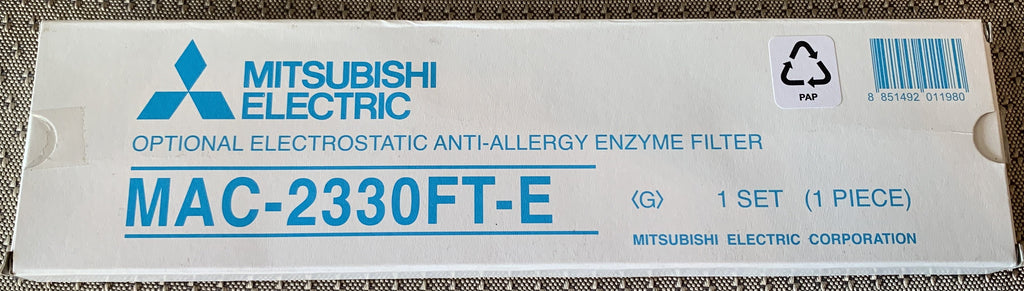 MITSUBISHI
ELECTRIC
PAP
8 851492 011980
OPTIONAL ELECTROSTATIC ANTI-ALLERGY ENZYME FILTER
MAC-2330FT-E
〈G〉 1 SET (1 PIECE)
MITSUBISHI ELECTRIC CORPORATION